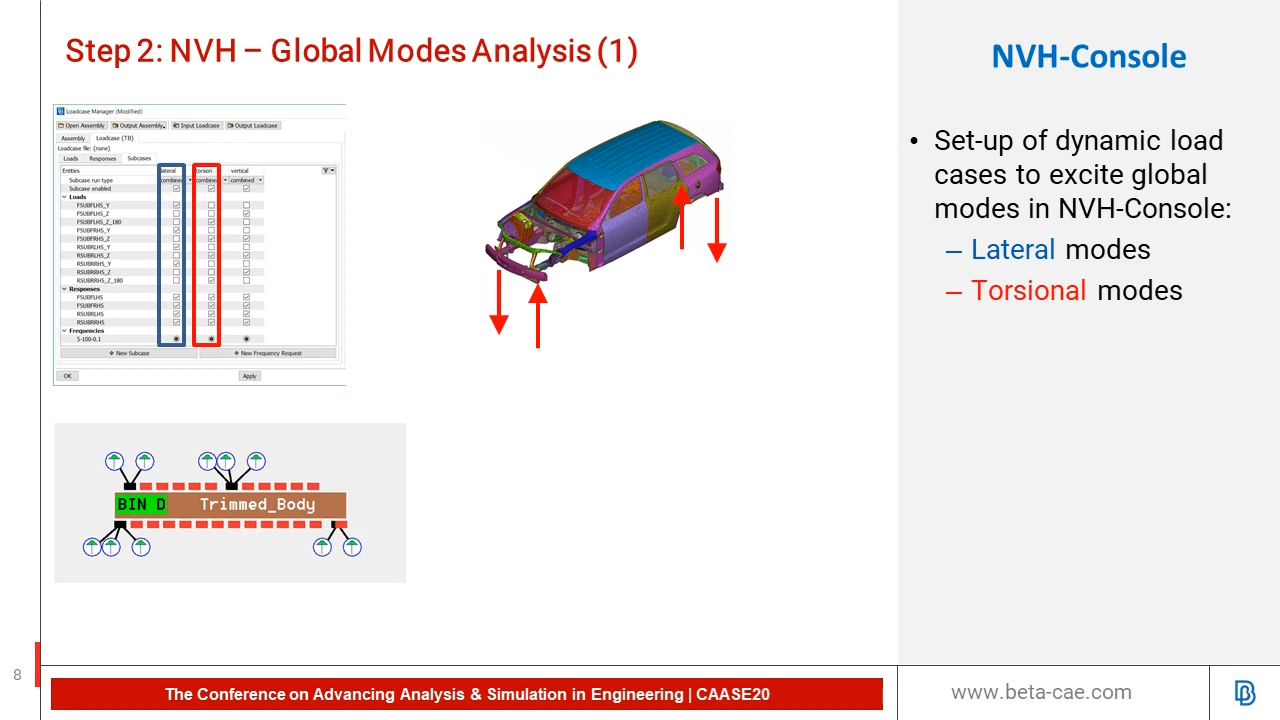 Step 2: NVH – Global Modes Analysis (1)
NVH-Console
Loadcase Manager (Modified)
Open Assembly Output Assembly Input Loadcase Output Loadcase
Assembly Loadcase (TB)
Loadcase file: (none)
Loads Responses Subcases
Entities lateral torsion vertical
Subcase run type combined combined combined
Subcase enabled
Loads
FSUBFLHS_Y
FSUBFLHS_Z
FSUBFLHS_Z_180
FSUBFRHS_Y
FSUBFRHS_Z
RSUBRLHS_Y
RSUBRLHS_Z
RSUBRRHS_Y
RSUBRRHS_Z
RSUBRRHS_Z_180
Responses
FSUBFLHS
FSUBFRHS
RSUBRLHS
RSUBRRHS
Frequencies
5-100-0.1
New Subcase New Frequency Request
OK Apply
• Set-up of dynamic load
cases to excite global
modes in NVH-Console:
– Lateral modes
– Torsional modes
BIN D Trimmed_Body
8
The Conference on Advancing Analysis & Simulation in Engineering | CAASE20
www.beta-cae.com